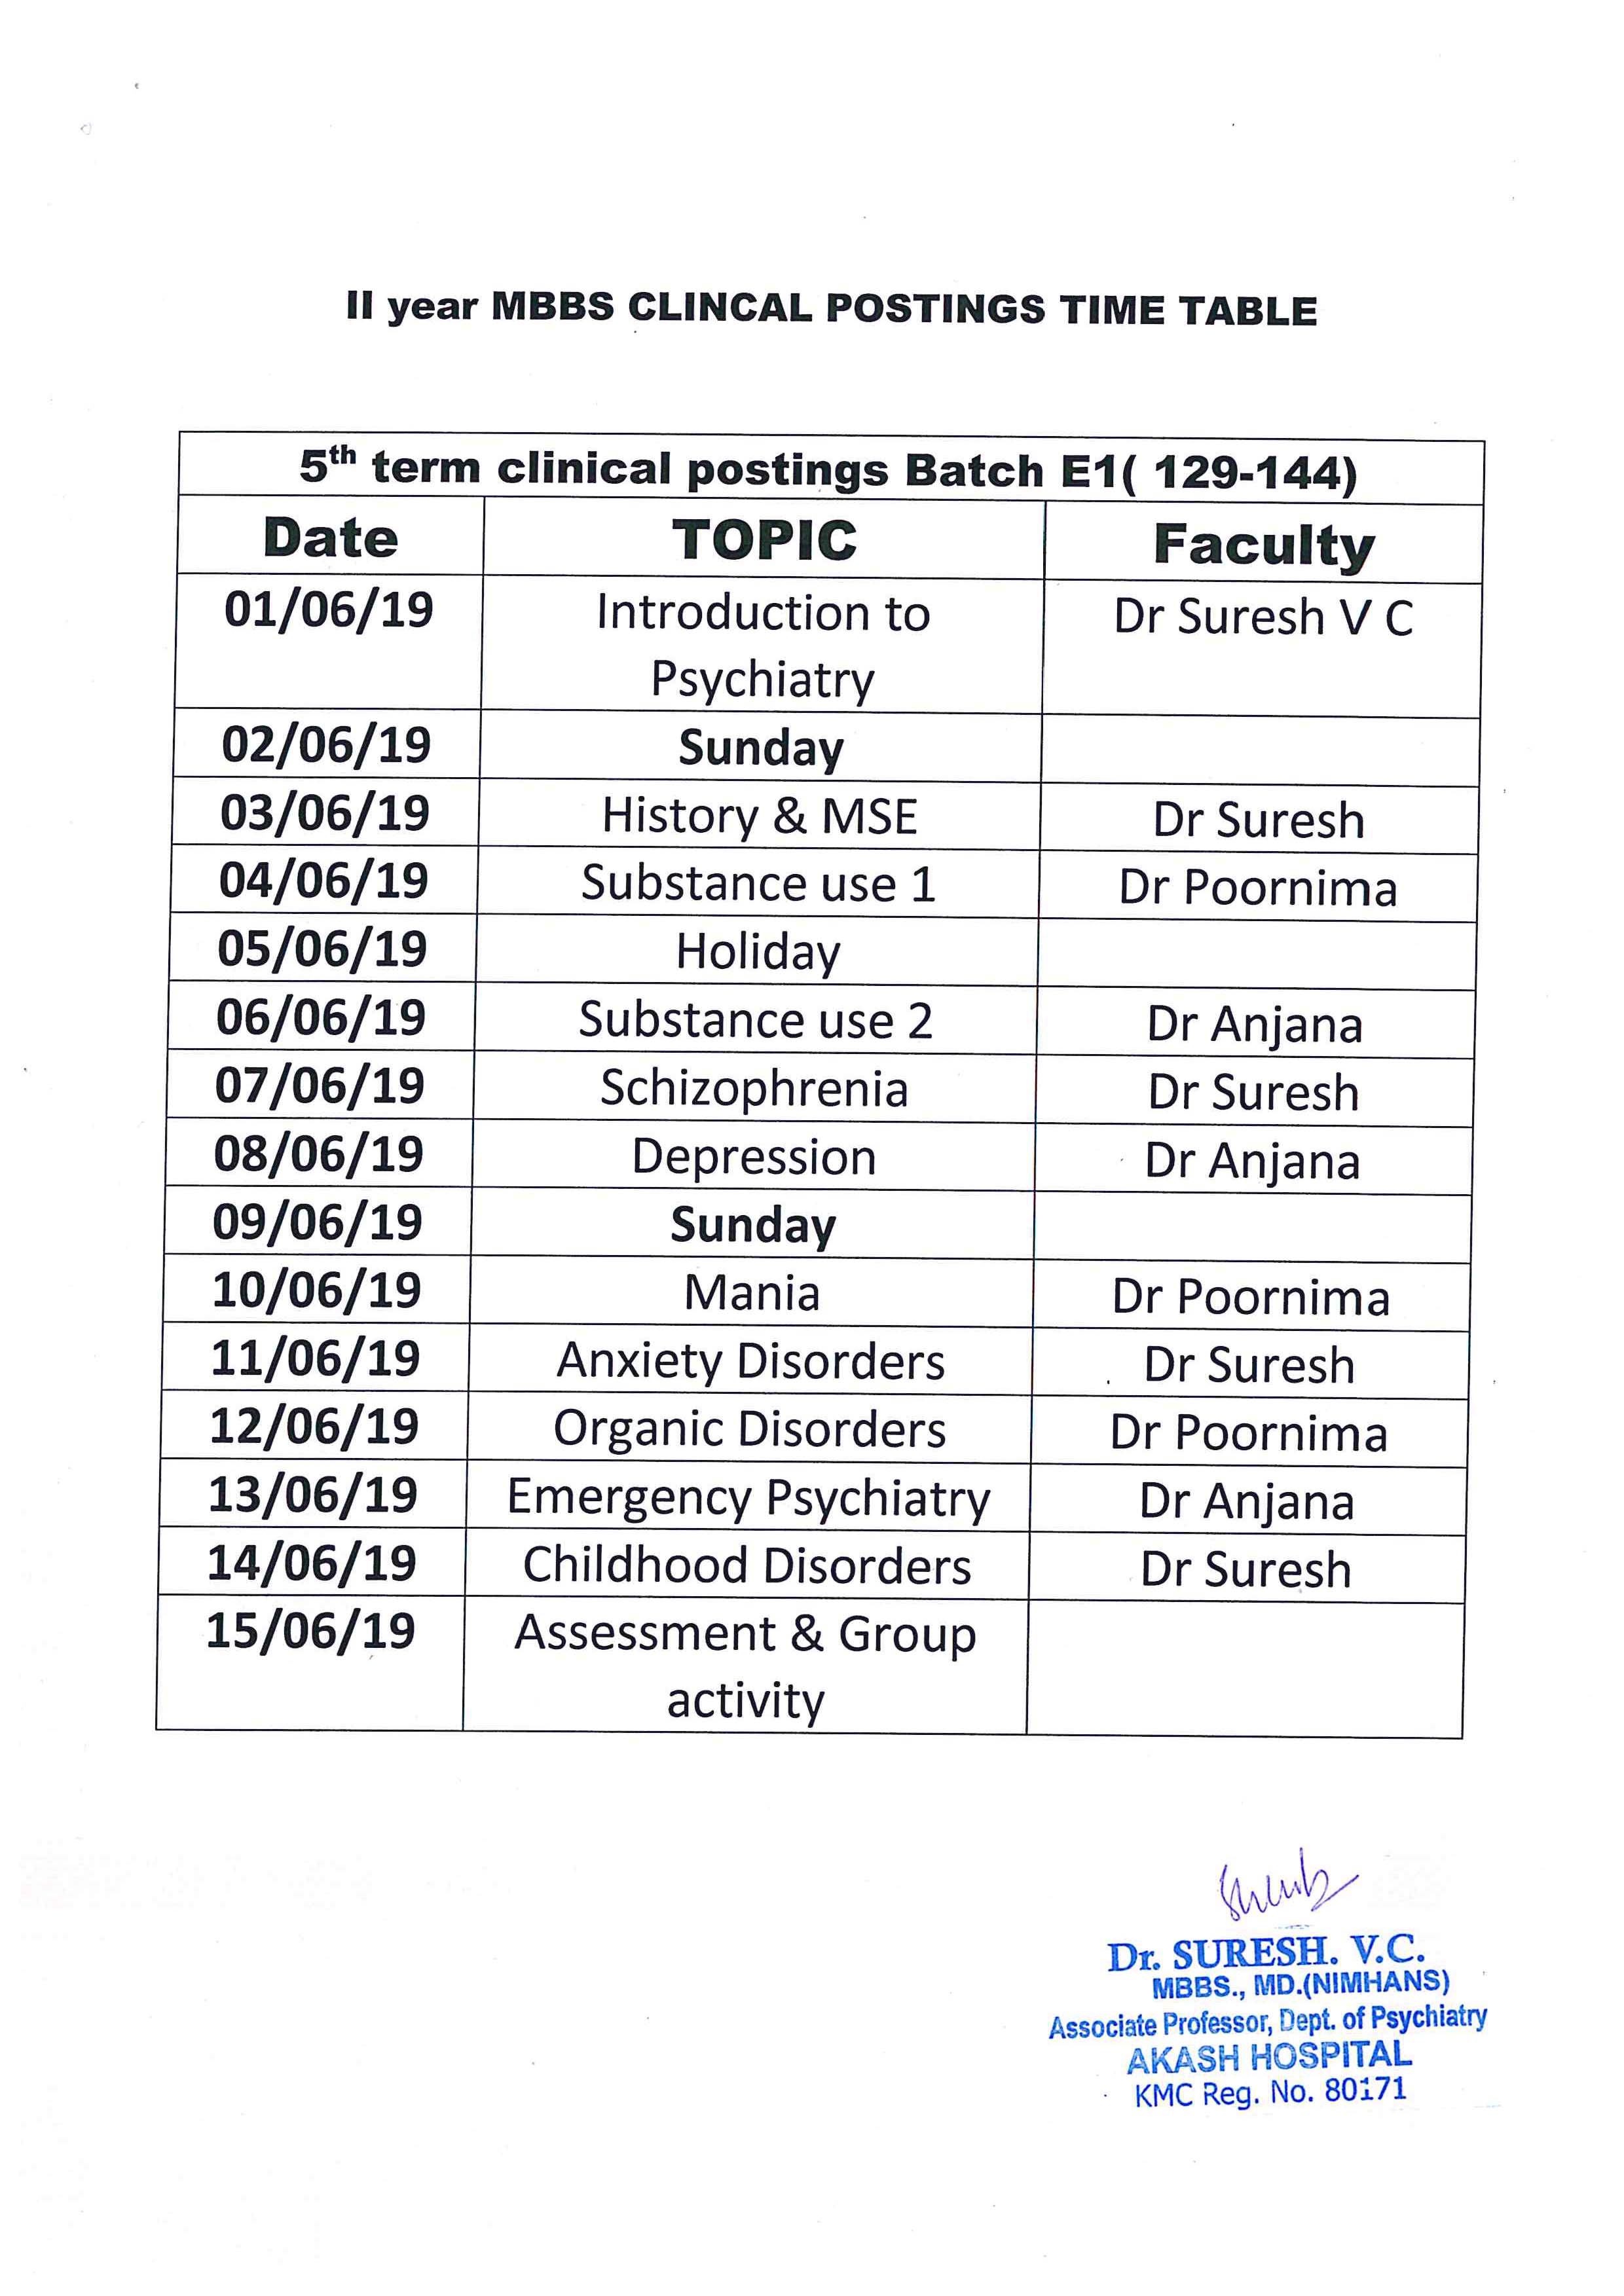 II year MBBS CLINCAL POSTINGS TIME TABLE
5th term clinical postings Batch E1( 129-144)
Date TOPIC Faculty
01/06/19 Introduction to Dr Suresh V C
Psychiatry
02/06/19 Sunday
03/06/19 History & MSE Dr Suresh
04/06/19 Substance use 1 Dr Poornima
05/06/19 Holiday
06/06/19 Substance use 2 Dr Anjana
07/06/19 Schizophrenia Dr Suresh
08/06/19 Depression Dr Anjana
09/06/19 Sunday
10/06/19 Mania Dr Poornima
11/06/19 Anxiety Disorders Dr Suresh
12/06/19 Organic Disorders Dr Poornima
13/06/19 Emergency Psychiatry Dr Anjana
14/06/19 Childhood Disorders Dr Suresh
15/06/19 Assessment & Group
activity
Dr. SURESH. V.C.
MBBS., MD.(NIMHANS)
Associate Professor, Dept. of Psychiatry
AKASH HOSPITAL
KMC Reg. No. 80171